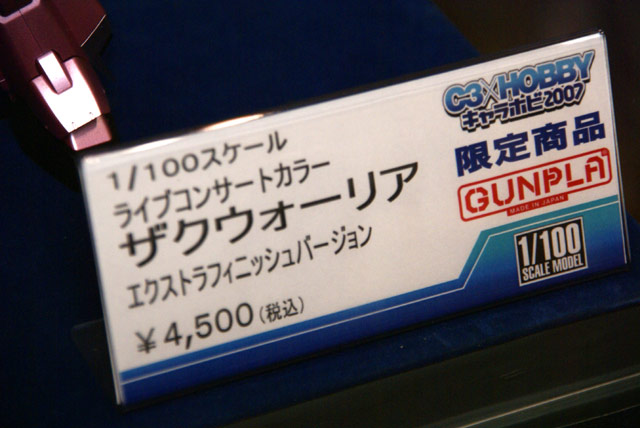 1/100スケール
ライブコンサートカラー
ザクウォーリア
エクストラフィニッシュバージョン
￥4,500(税込)
C3×HOBBY
キャラホビ2007
限定商品
GUNPLA
MADE IN JAPAN
1/100
SCALE MODEL